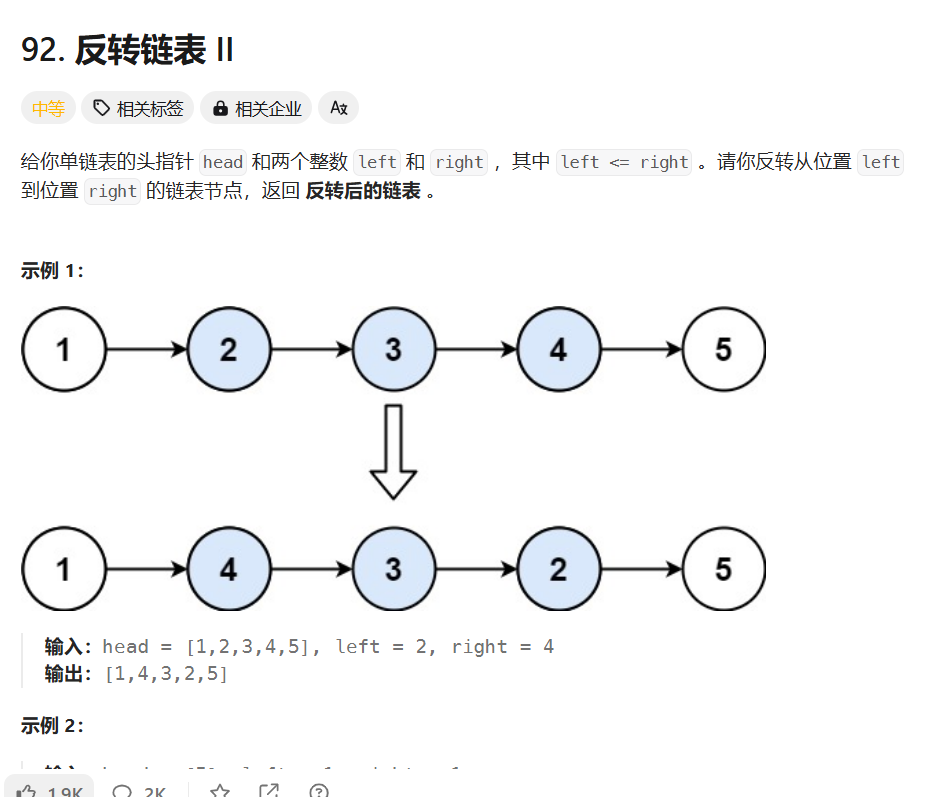 92. 反转链表 II
中等 相关标签 相关企业
给你单链表的头指针 head 和两个整数 left 和 right ，其中 left <= right 。请你反转从位置 left
到位置 right 的链表节点，返回 反转后的链表 。
示例 1：
1 2 3 4 5
1 4 3 2 5
输入：head = [1,2,3,4,5], left = 2, right = 4
输出：[1,4,3,2,5]
示例 2：
1.9K 2K